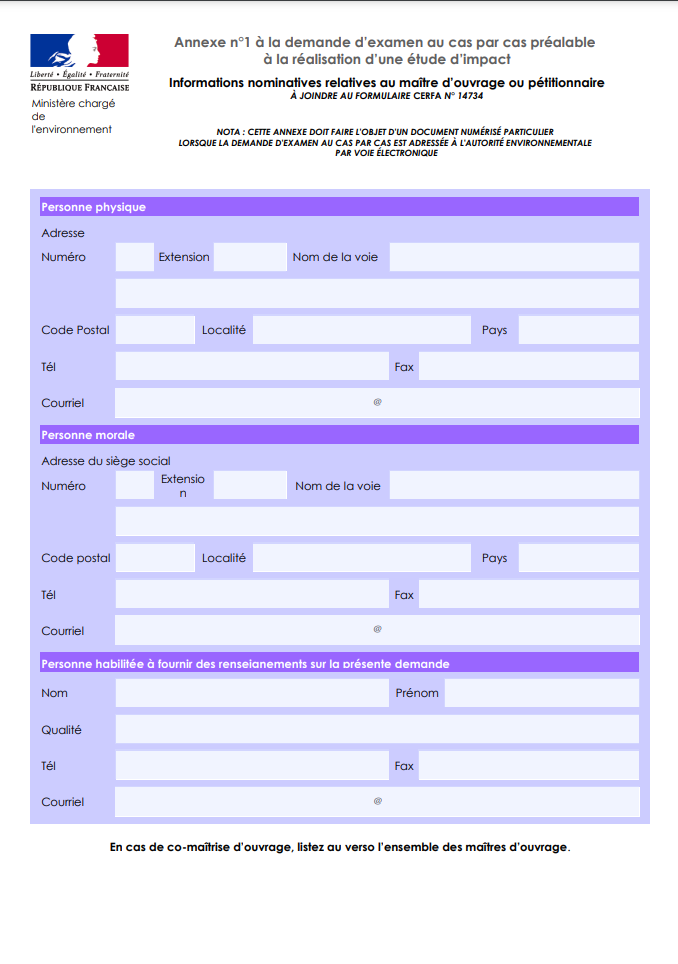 Annexe n°1 à la demande d'examen au cas par cas préalable
à la réalisation d'une étude d'impact
Liberté • Égalité • Fraternité
RÉPUBLIQUE FRANÇAISE
Ministère chargé
de
l'environnement
Informations nominatives relatives au maître d'ouvrage ou pétitionnaire
À JOINDRE AU FORMULAIRE CERFA N° 14734
NOTA : CETTE ANNEXE DOIT FAIRE L'OBJET D'UN DOCUMENT NUMÉRISÉ PARTICULIER
LORSQUE LA DEMANDE D'EXAMEN AU CAS PAR CAS EST ADRESSÉE À L'AUTORITÉ ENVIRONNEMENTALE
PAR VOIE ÉLECTRONIQUE
Personne physique
Adresse
Numéro Extension Nom de la voie
Code Postal Localité Pays
Tél Fax
Courriel @
Personne morale
Adresse du siège social
Numéro Extensio
n Nom de la voie
Code postal Localité Pays
Tél Fax
Courriel @
Personne habilitée à fournir des renseignements sur la présente demande
Nom Prénom
Qualité
Tél Fax
Courriel @
En cas de co-maîtrise d'ouvrage, listez au verso l'ensemble des maîtres d'ouvrage.